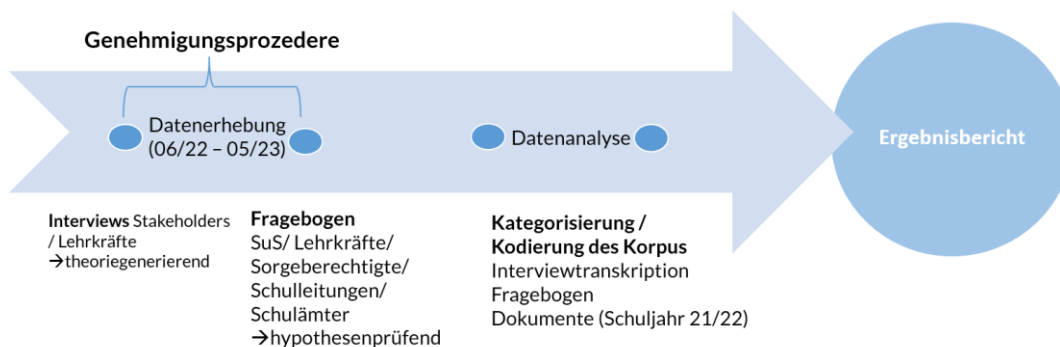 Genehmigungsprozedere
Datenerhebung
(06/22 – 05/23)
Datenanalyse
Ergebnisbericht
Interviews Stakeholders
/ Lehrkräfte
→theoriegenerierend
Fragebogen
SuS/ Lehrkräfte/
Sorgeberechtigte/
Schulleitungen/
Schulämter
→hypothesenprüfend
Kategorisierung /
Kodierung des Korpus
Interviewtranskription
Fragebogen
Dokumente (Schuljahr 21/22)